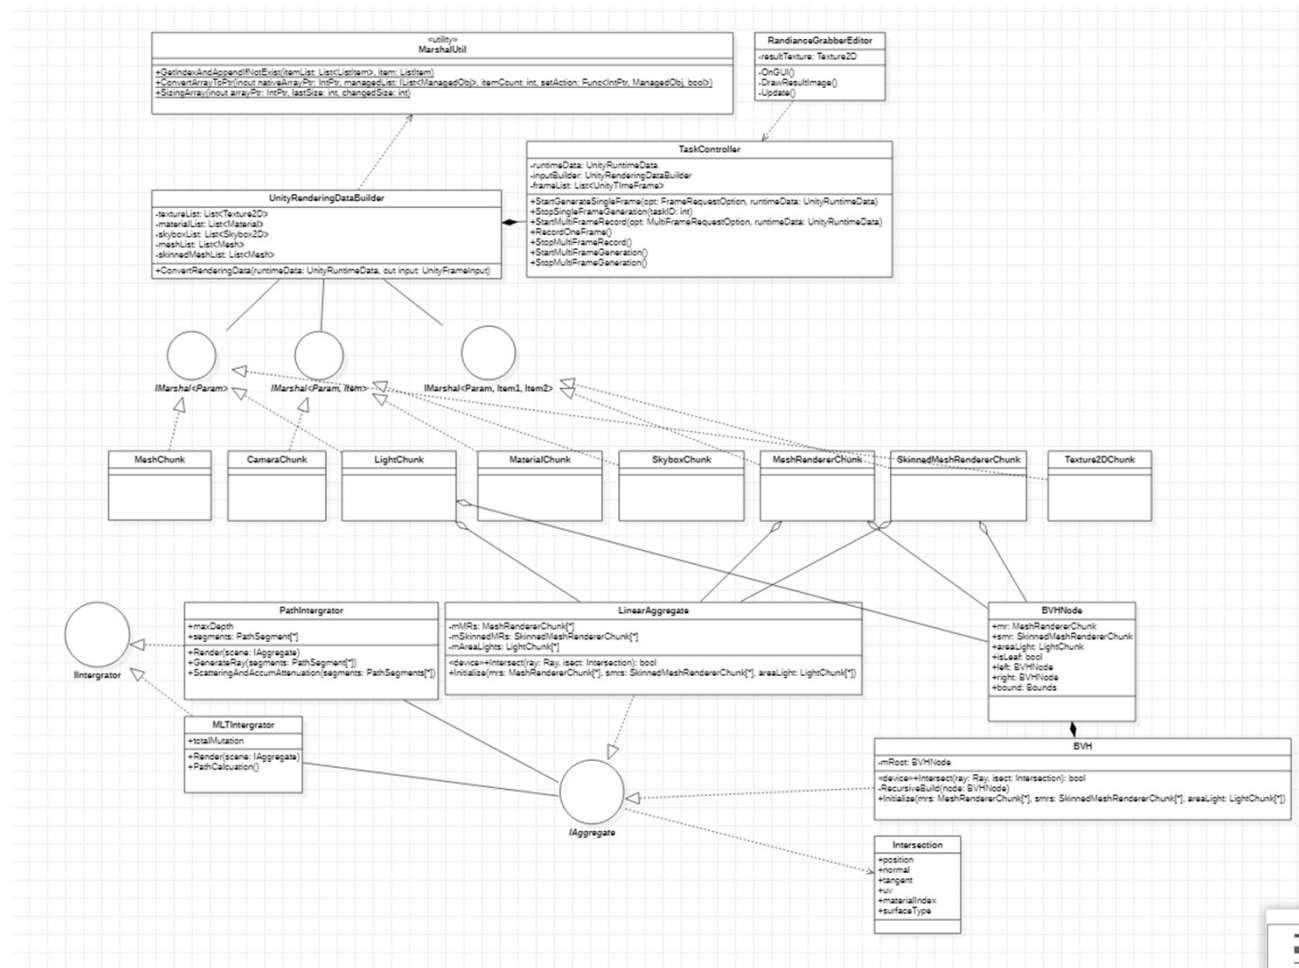 «utility»
MarshalUtil
+GetIndexAndAppendIfNotExist(itemList: List<ListItem>, item: ListItem)
+ConvertArrayToPtr(inout nativeArrayPtr: IntPtr, managedList: IList<ManagedObj>, itemCount: int, setAction: Func<IntPtr, ManagedObj, bool>)
+SizingArray(inout arrayPtr: IntPtr, lastSize: int, changedSize: int)
RandianceGrabberEditor
-resultTexture: Texture2D
-OnGUI()
-DrawResultImage()
-Update()
TaskController
-runtimeData: UnityRuntimeData
-inputBuilder: UnityRenderingDataBuilder
-frameList: List<UnityTimeFrame>
+StartGenerateSingleFrame(opt: FrameRequestOption, runtimeData: UnityRuntimeData)
+StopSingleFrameGeneration(taskID: int)
+StartMultiFrameRecord(opt: MultiFrameRequestOption, runtimeData: UnityRuntimeData)
+RecordOneFrame()
+StopMultiFrameRecord()
+StartMultiFrameGeneration()
+StopMultiFrameGeneration()
UnityRenderingDataBuilder
-textureList: List<Texture2D>
-materialList: List<Material>
-skyboxList: List<Skybox2D>
-meshList: List<Mesh>
-skinnedMeshList: List<Mesh>
+ConvertRenderingData(runtimeData: UnityRuntimeData, out input: UnityFrameInput)
IMarshal<Param>
IMarshal<Param, Item>
IMarshal<Param, Item1, Item2>
MeshChunk
CameraChunk
LightChunk
MaterialChunk
SkyboxChunk
MeshRendererChunk
SkinnedMeshRendererChunk
Texture2DChunk
IIntergrator
PathIntergrator
+maxDepth
+segments: PathSegment[*]
+Render(scene: IAggregate)
+GenerateRay(segments: PathSegment[*])
+ScatteringAndAccumAttenuation(segments: PathSegments[*])
LinearAggregate
-mMRs: MeshRendererChunk[*]
-mSkinnedMRs: SkinnedMeshRendererChunk[*]
-mAreaLights: LightChunk[*]
«device»+Intersect(ray: Ray, isect: Intersection): bool
+Initialize(mrs: MeshRendererChunk[*], smrs: SkinnedMeshRendererChunk[*], areaLight: LightChunk[*])
BVHNode
+mr: MeshRendererChunk
+smr: SkinnedMeshRendererChunk
+areaLight: LightChunk
+isLeaf: bool
+left: BVHNode
+right: BVHNode
+bound: Bounds
MLTIntergrator
+totalMutation
+Render(scene: IAggregate)
+PathCalcuation()
BVH
-mRoot: BVHNode
«device»+Intersect(ray: Ray, isect: Intersection): bool
-RecursiveBuild(node: BVHNode)
+Initialize(mrs: MeshRendererChunk[*], smrs: SkinnedMeshRendererChunk[*], areaLight: LightChunk[*])
IAggregate
Intersection
+position
+normal
+tangent
+uv
+materialIndex
+surfaceType